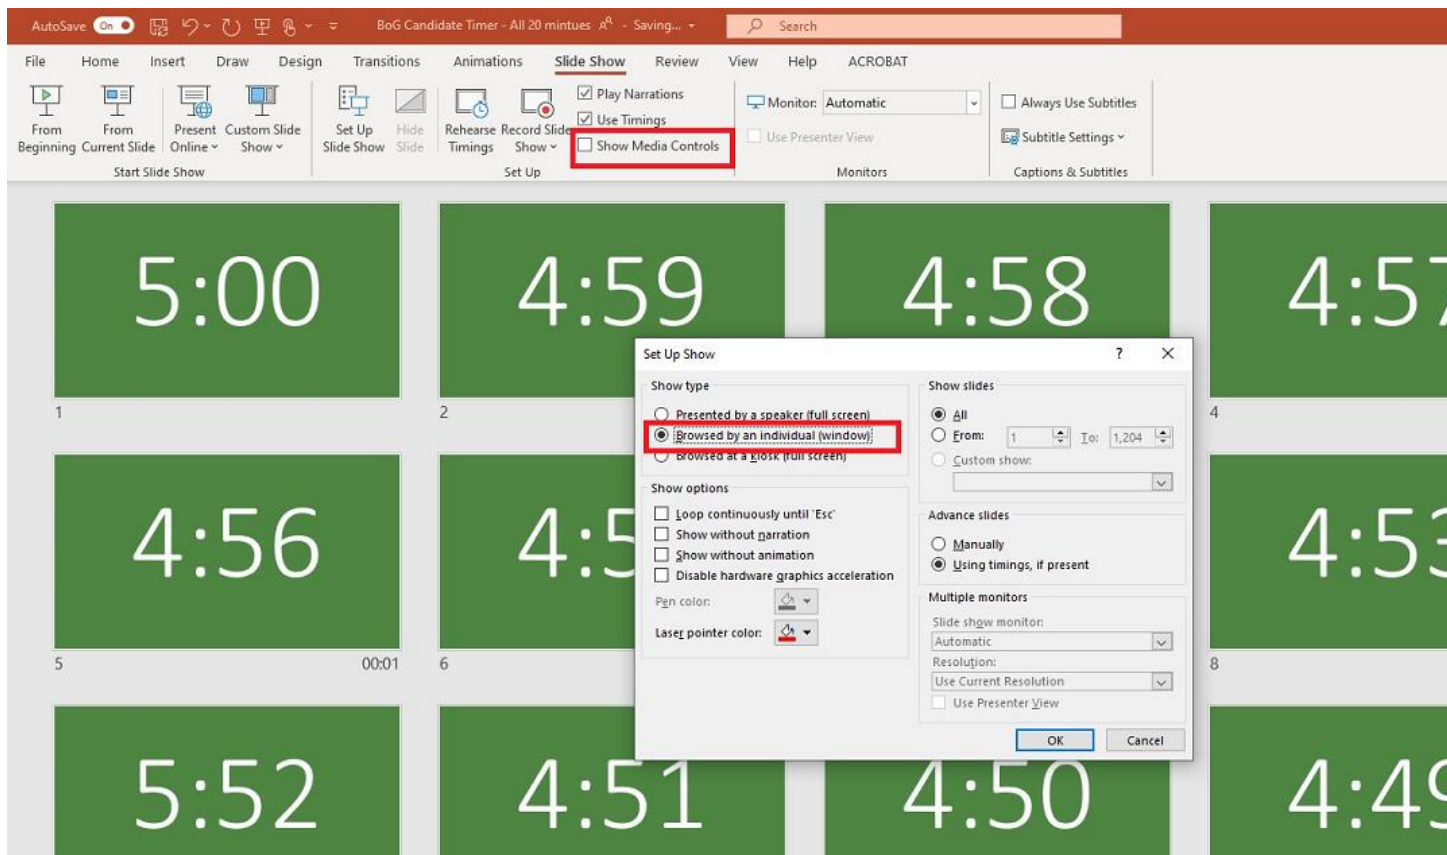 AutoSave On BoG Candidate Timer - All 20 mintues - Saving... Search
File Home Insert Draw Design Transitions Animations Slide Show Review View Help ACROBAT
From Beginning
From Current Slide
Present Online
Custom Slide Show
Set Up Slide Show
Hide Slide
Rehearse Timings
Record Slide Show
Play Narrations
Use Timings
Show Media Controls
Monitor: Automatic
Use Presenter View
Always Use Subtitles
Subtitle Settings
Start Slide Show Set Up Monitors Captions & Subtitles
5:00 4:59 4:58 4:57
1 2 4
Set Up Show ?
Show type
Presented by a speaker (full screen)
Browsed by an individual (window)
Browsed at a kiosk (full screen)
Show options
Loop continuously until 'Esc'
Show without narration
Show without animation
Disable hardware graphics acceleration
Pen color:
Laser pointer color:
Show slides
All
From: 1 To: 1,204
Custom show:
Advance slides
Manually
Using timings, if present
Multiple monitors
Slide show monitor:
Automatic
Resolution:
Use Current Resolution
Use Presenter View
OK Cancel
4:56 4:5 4:53
5 00:01 6 8
5:52 4:51 4:50 4:49